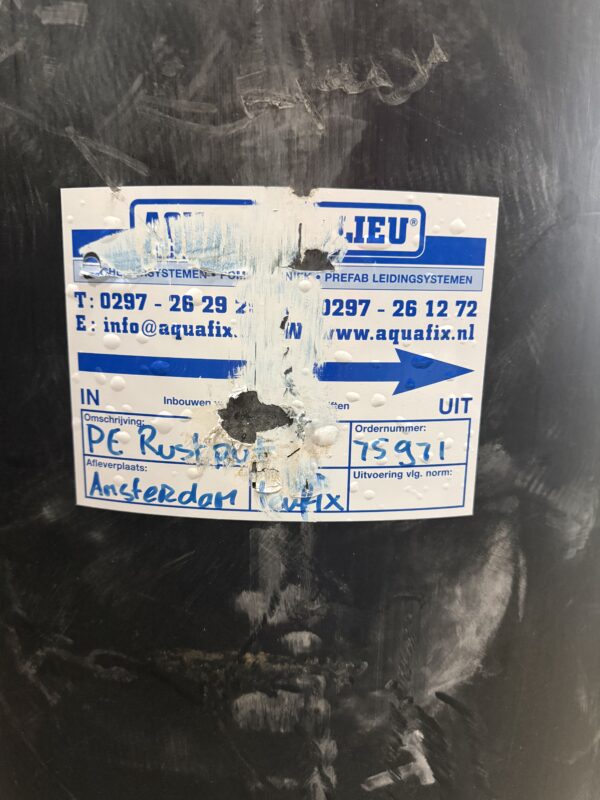 LIEU®
• PREFAB LEIDINGSYSTEMEN
T: 0297 - 26 29 0297 - 26 12 72
E: info@aquafix. www.aquafix.nl
IN Inbouwen UIT
Omschrijving: Ordernummer:
PE Rustput 75971
Afleverplaats: Uitvoering vlg. norm:
Amsterdam